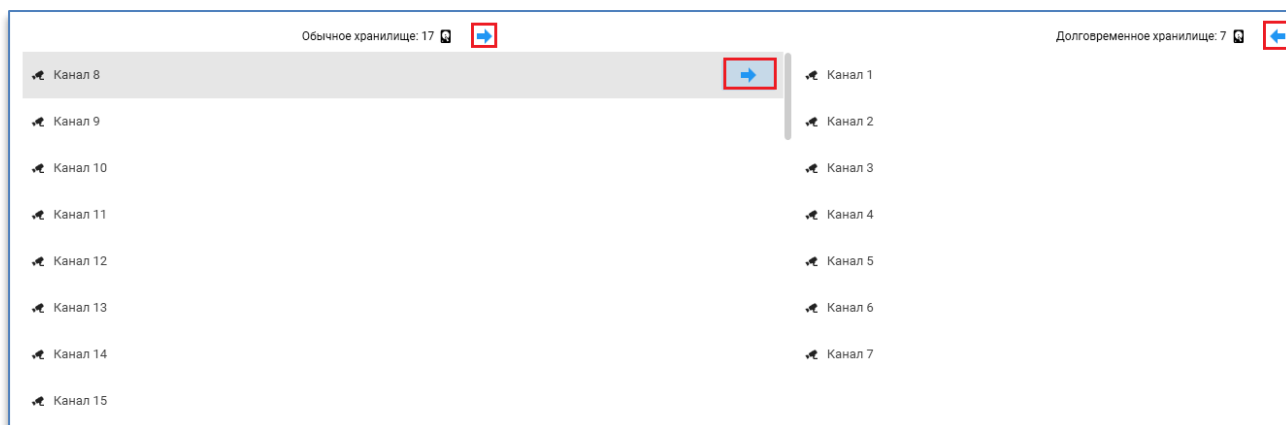 Обычное хранилище: 17
Канал 8
Канал 9
Канал 10
Канал 11
Канал 12
Канал 13
Канал 14
Канал 15
Долговременное хранилище: 7
Канал 1
Канал 2
Канал 3
Канал 4
Канал 5
Канал 6
Канал 7